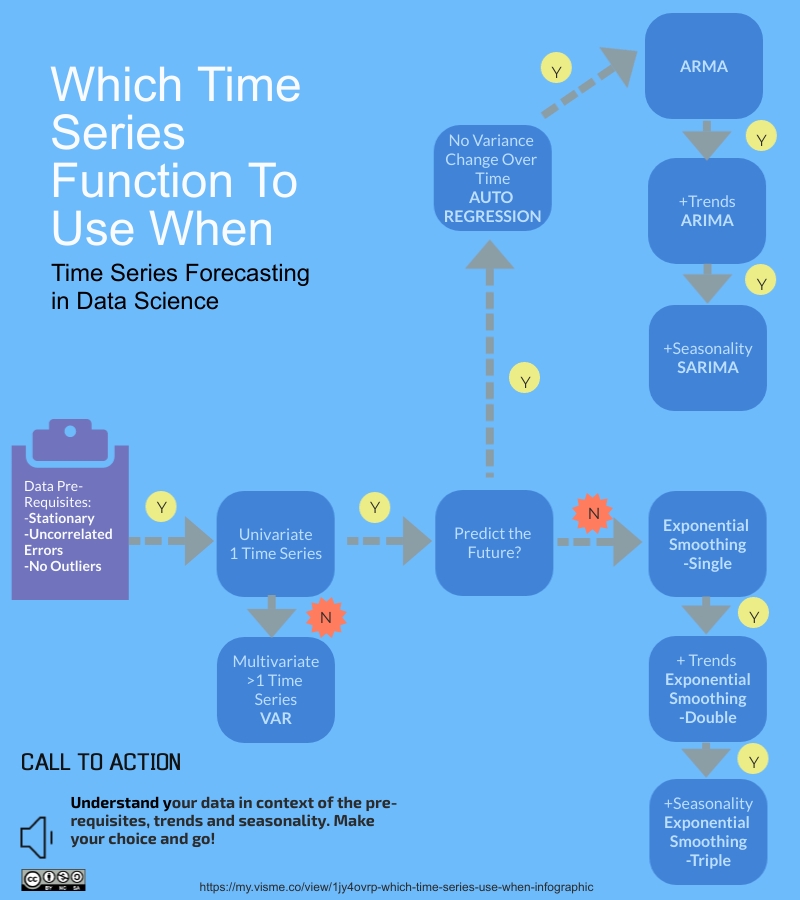 Which Time
Series
Function To
Use When
Time Series Forecasting
in Data Science
Y
ARMA
No Variance
Change Over
Time
AUTO
REGRESSION
Y
+Trends
ARIMA
Y
+Seasonality
SARIMA
Y
Data Pre-
Requisites:
-Stationary
-Uncorrelated
Errors
-No Outliers
Y
Univariate
1 Time Series
Y
Predict the
Future?
N
Exponential
Smoothing
-Single
N
Y
Multivariate
>1 Time
Series
VAR
+ Trends
Exponential
Smoothing
-Double
Y
+Seasonality
Exponential
Smoothing
-Triple
CALL TO ACTION
Understand your data in context of the pre-
requisites, trends and seasonality. Make
your choice and go!
cc
BY NC SA
https://my.visme.co/view/1jy4ovrp-which-time-series-use-when-infographic